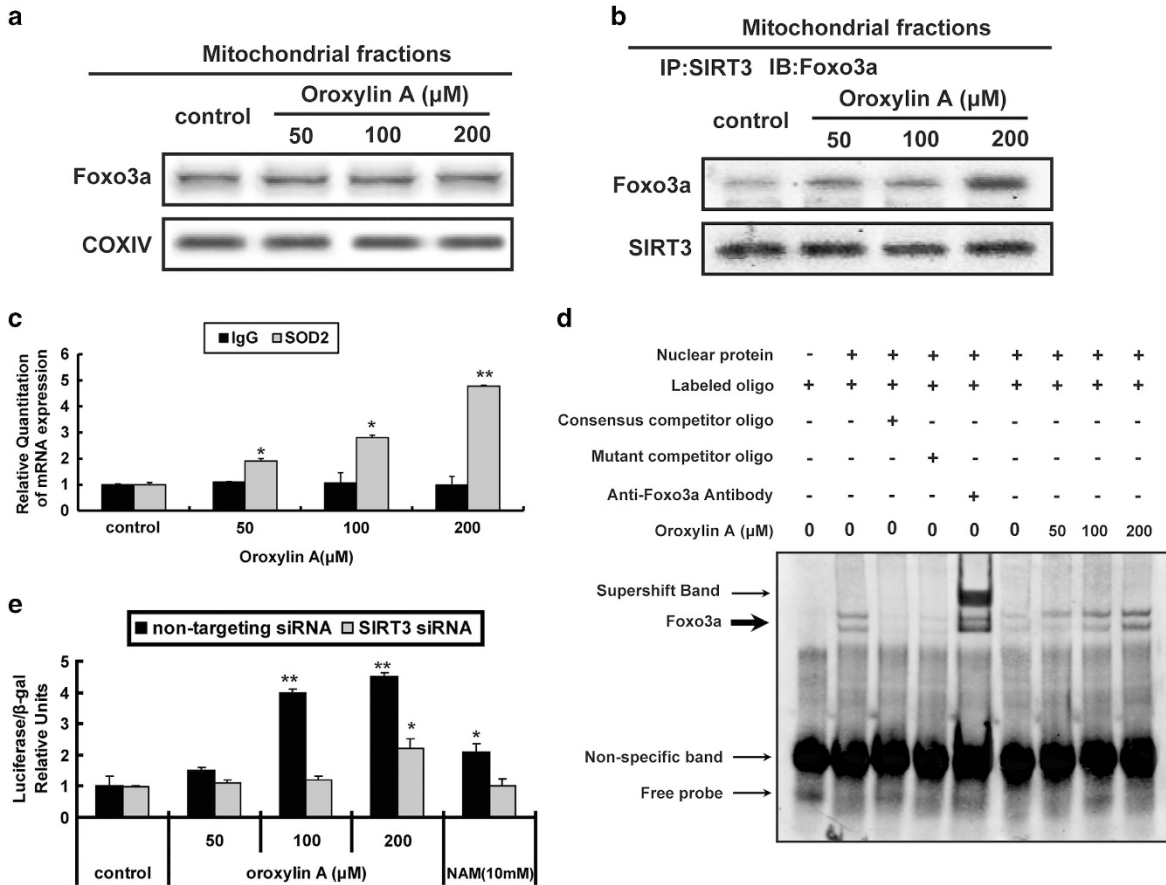 a
Mitochondrial fractions
control
Oroxylin A (μM)
50 100 200
Foxo3a
COXIV
b
Mitochondrial fractions
IP:SIRT3 IB:Foxo3a
control
Oroxylin A (μM)
50 100 200
Foxo3a
SIRT3
c
IgG SOD2
Relative Quantitation
of mRNA expression
6
5
4
3
2
1
0
* * **
control 50 100 200
Oroxylin A(μM)
d
Nuclear protein - + + + + + + + +
Labeled oligo + + + + + + + + +
Consensus competitor oligo - - + - - - - - -
Mutant competitor oligo - - - + - - - - -
Anti-Foxo3a Antibody - - - - + - - - -
Oroxylin A (μM) 0 0 0 0 0 0 50 100 200
Supershift Band
Foxo3a
Non-specific band
Free probe
e
non-targeting siRNA SIRT3 siRNA
Luciferase/β-gal
Relative Units
5
4
3
2
1
0
** ** * *
50 100 200
control oroxylin A (μM) NAM(10mM)